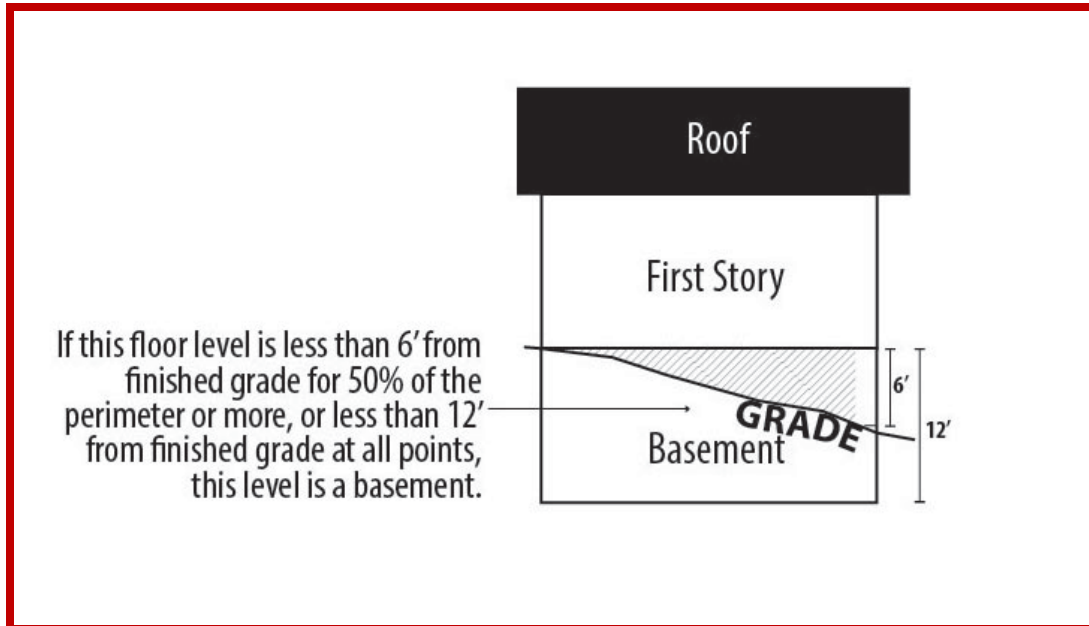 Roof
First Story
If this floor level is less than 6’ from
finished grade for 50% of the
perimeter or more, or less than 12’
from finished grade at all points,
this level is a basement.
6’
12’
GRADE
Basement